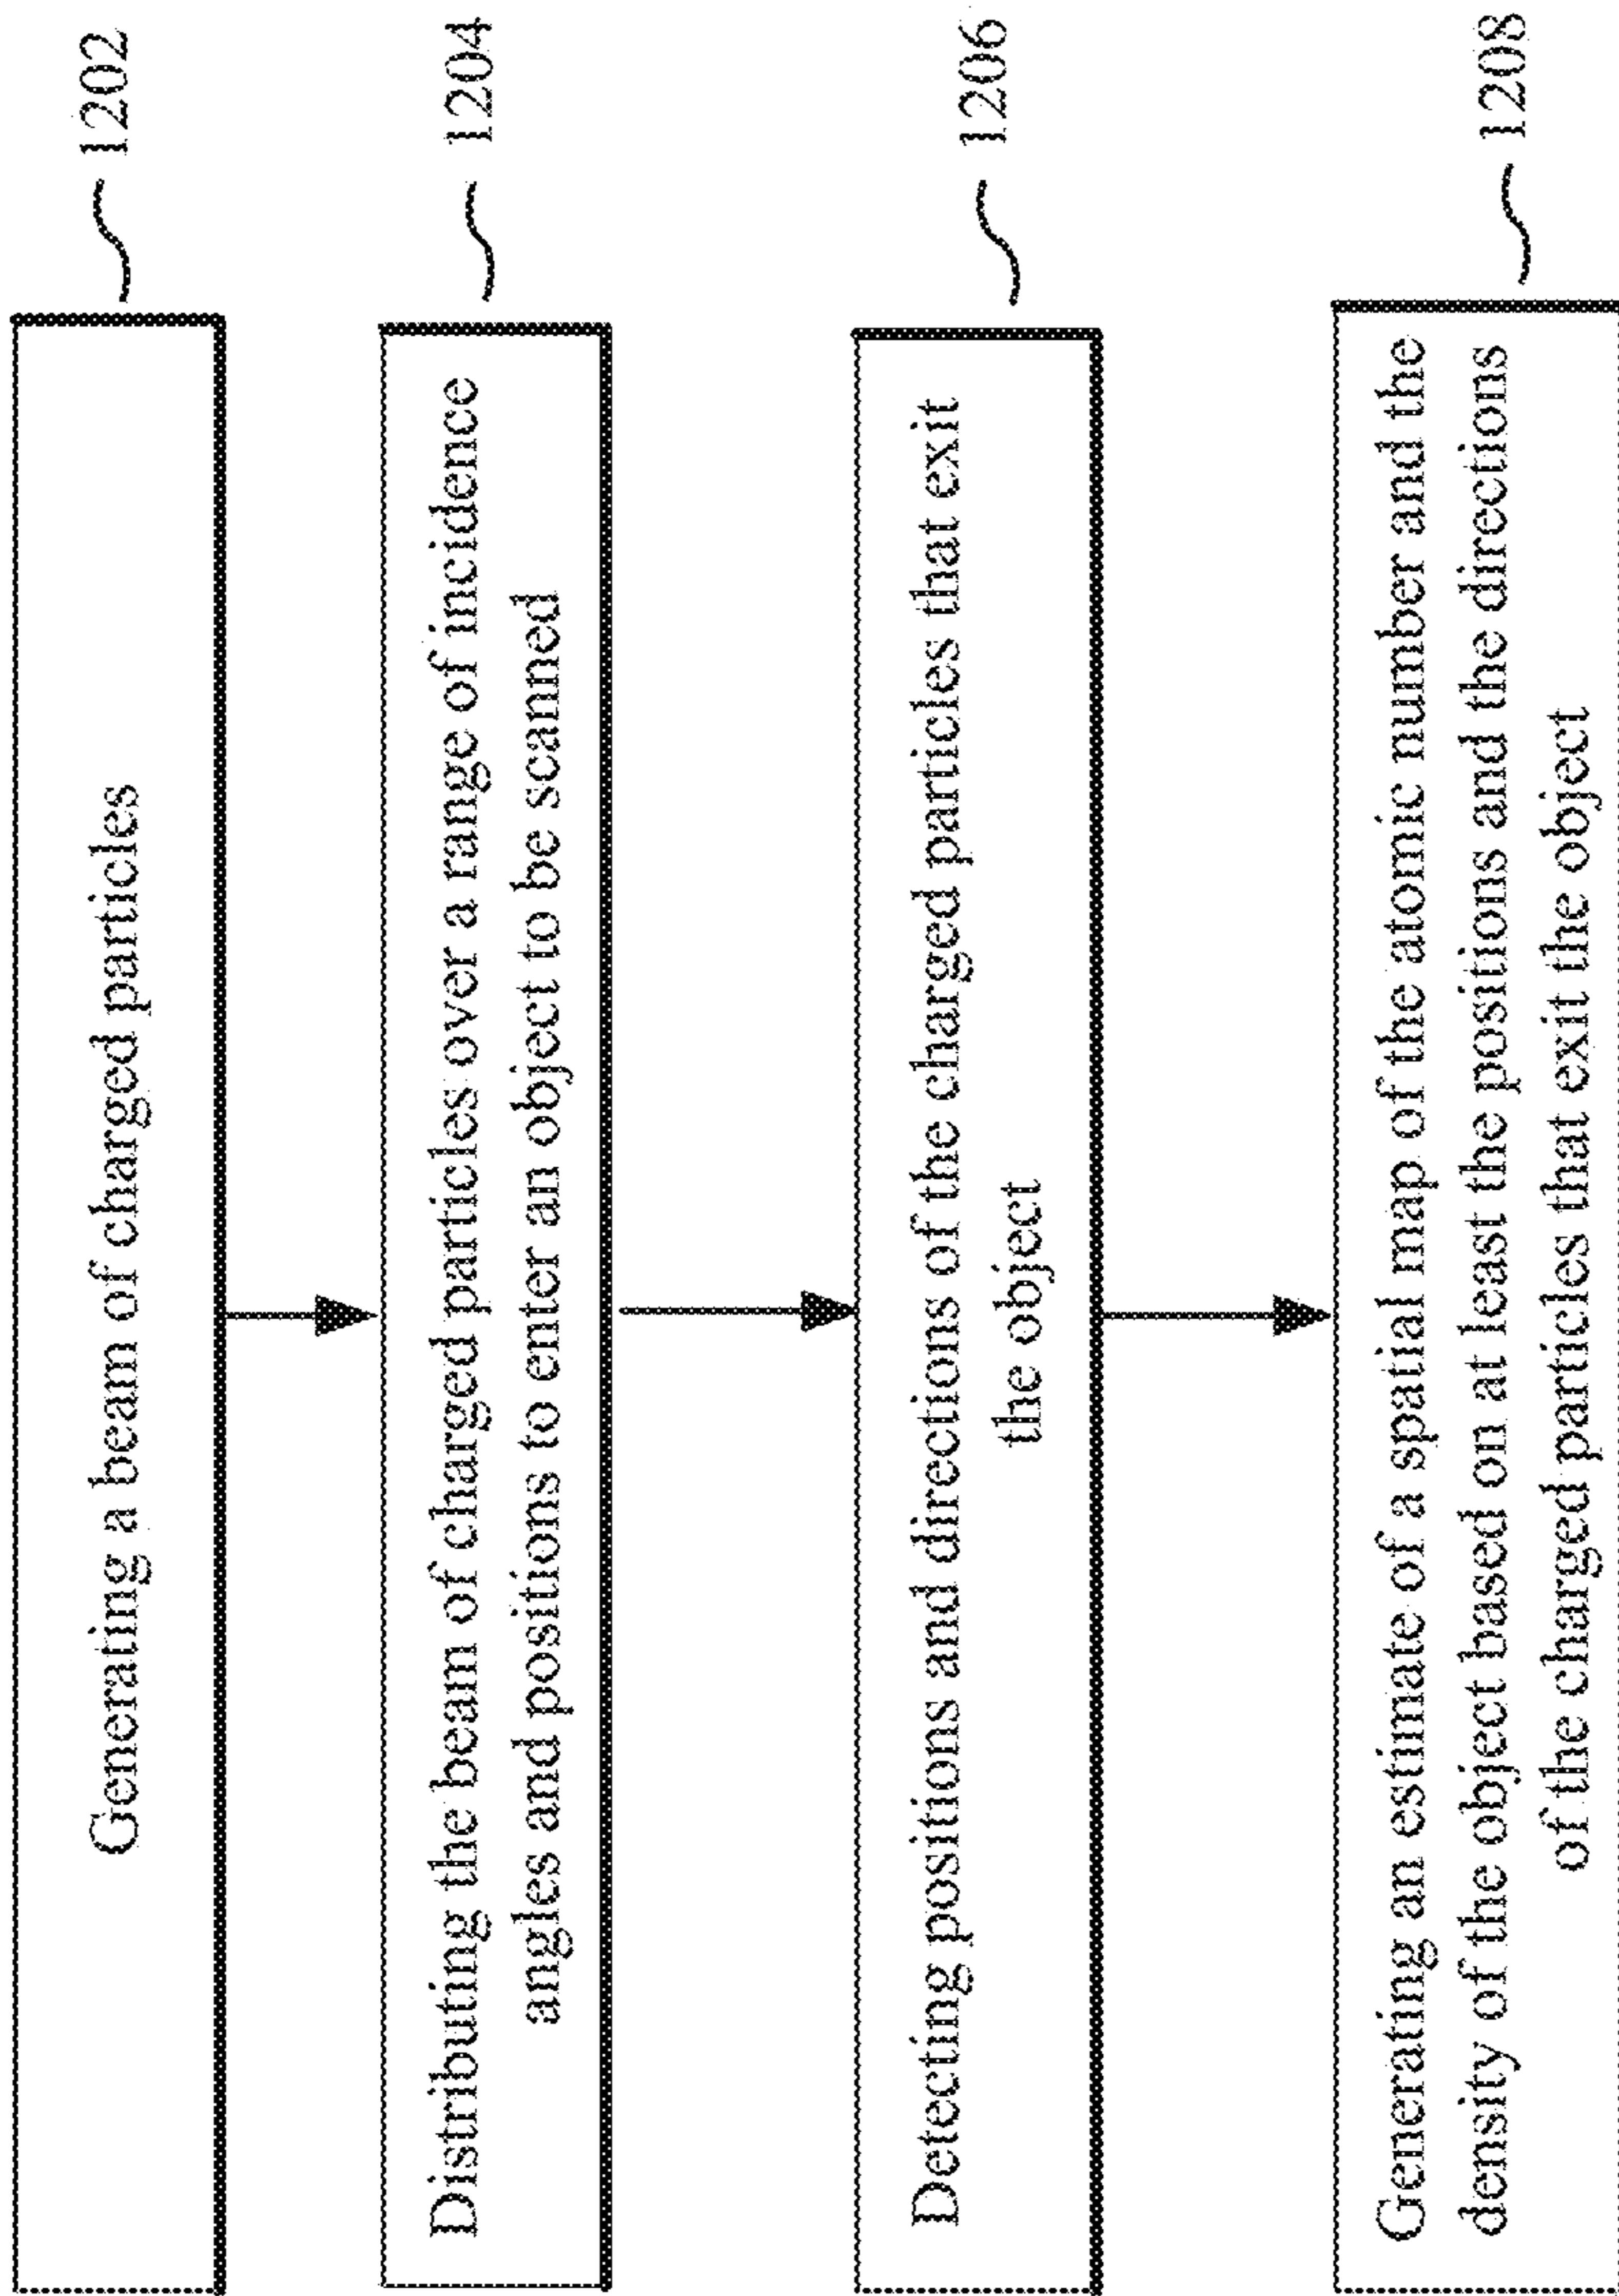 Generating a beam of charged particles
1202
Distributing the beam of charged particles over a range of incidence
angles and positions to enter an object to be scanned
1204
Detecting positions and directions of the charged particles that exit
the object
1206
Generating an estimate of a spatial map of the atomic number and the
density of the object based on at least the positions and the directions
of the charged particles that exit the object
1208